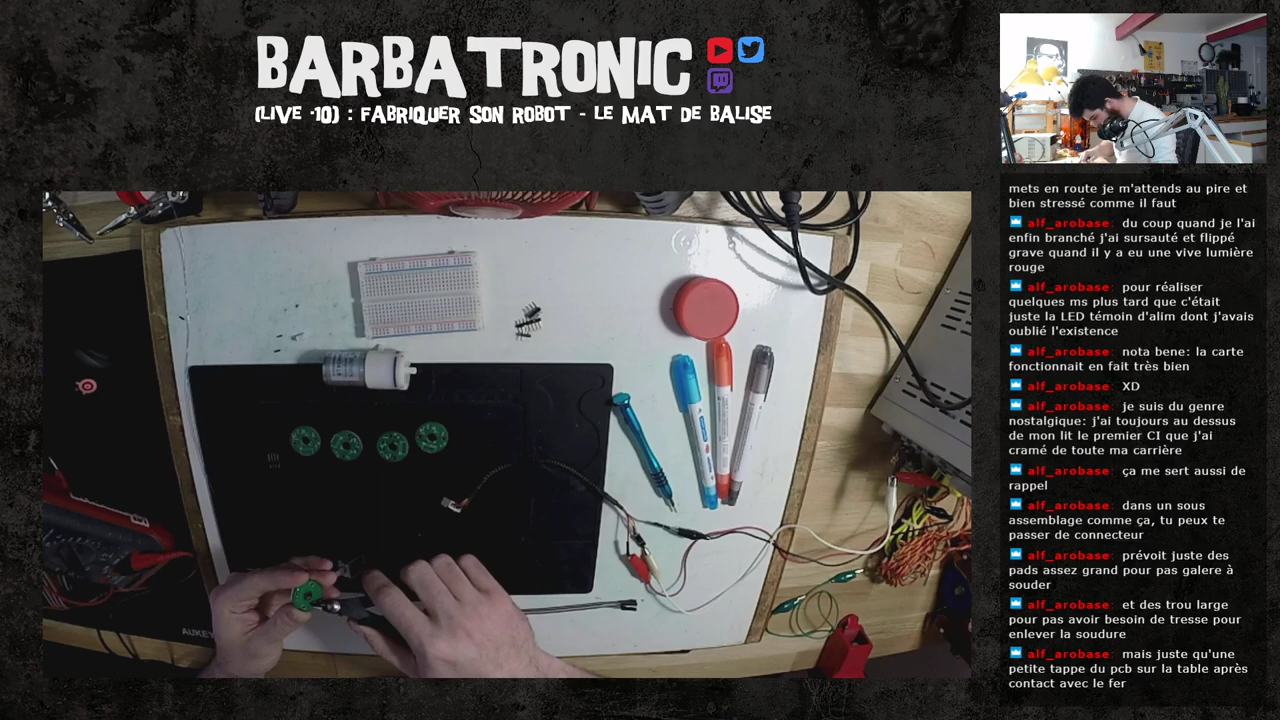 BARBATRONIC
(LIVE -10) : FABRIQUER SON ROBOT - LE MAT DE BALISE
mets en route je m'attends au pire et
bien stressé comme il faut
alf_arobase: du coup quand je l'ai
enfin branché j'ai sursauté et flippé
grave quand il y a eu une vive lumière
rouge
alf_arobase: pour réaliser
quelques ms plus tard que c'était
juste la LED témoin d'alim dont j'avais
oublié l'existence
alf_arobase: nota bene: la carte
fonctionnait en fait très bien
alf_arobase: XD
alf_arobase: je suis du genre
nostalgique: j'ai toujours au dessus
de mon lit le premier CI que j'ai
cramé de toute ma carrière
alf_arobase: ça me sert aussi de
rappel
alf_arobase: dans un sous
assemblage comme ça, tu peux te
passer de connecteur
alf_arobase: prévoit juste des
pads assez grand pour pas galere à
souder
alf_arobase: et des trou large
pour pas avoir besoin de tresse pour
enlever la soudure
alf_arobase: mais juste qu'une
petite tappe du pcb sur la table après
contact avec le fer
AUKEY